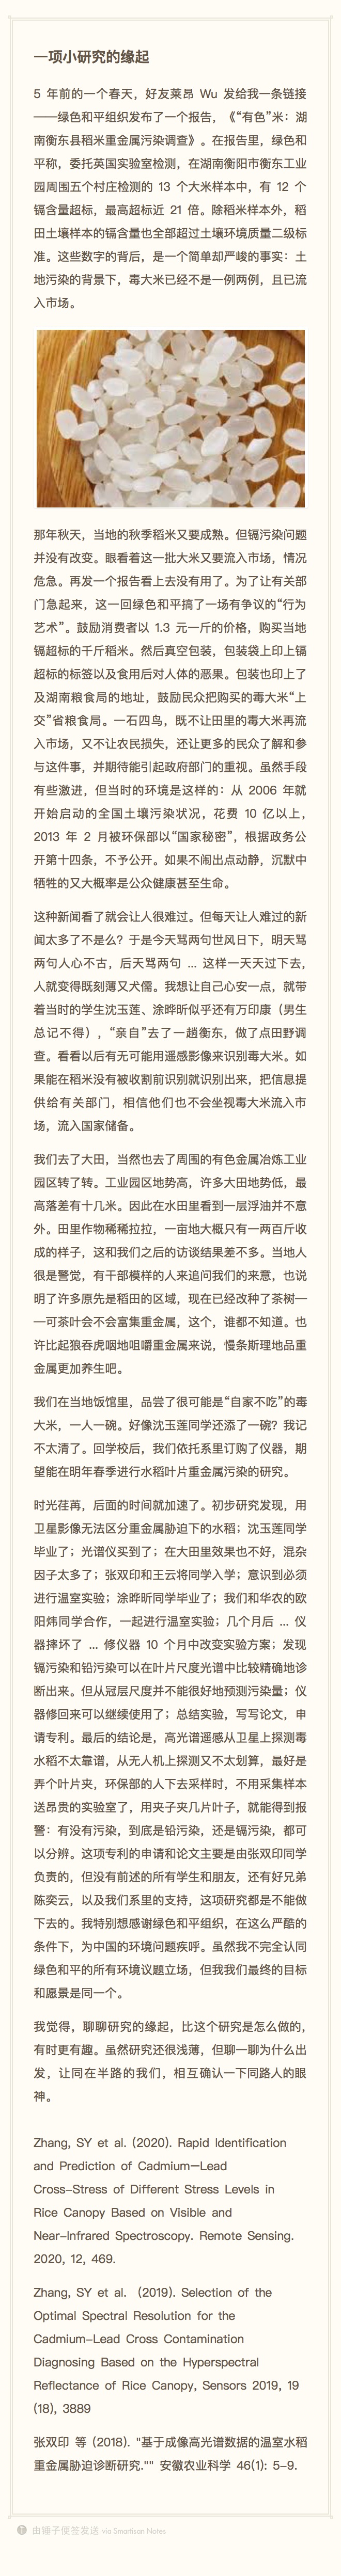 一项小研究的缘起
5 年前的一个春天，好友莱昂 Wu 发给我一条链接
——绿色和平组织发布了一个报告，《“有色”米：湖
南衡东县稻米重金属污染调查》。在报告里，绿色和
平称，委托英国实验室检测，在湖南衡阳市衡东工业
园周围五个村庄检测的 13 个大米样本中，有 12 个
镉含量超标，最高超标近 21 倍。除稻米样本外，稻
田土壤样本的镉含量也全部超过土壤环境质量二级标
准。这些数字的背后，是一个简单却严峻的事实：土
地污染的背景下，毒大米已经不是一例两例，且已流
入市场。
那年秋天，当地的秋季稻米又要成熟。但镉污染问题
并没有改变。眼看着这一批大米又要流入市场，情况
危急。再发一个报告看上去没有用了。为了让有关部
门急起来，这一回绿色和平搞了一场有争议的“行为
艺术”。鼓励消费者以 1.3 元一斤的价格，购买当地
镉超标的千斤稻米。然后真空包装，包装袋上印上镉
超标的标签以及食用后对人体的恶果。包装也印上了
及湖南粮食局的地址，鼓励民众把购买的毒大米“上
交”省粮食局。一石四鸟，既不让田里的毒大米再流
入市场，又不让农民损失，还让更多的民众了解和参
与这件事，并期待能引起政府部门的重视。虽然手段
有些激进，但当时的环境是这样的：从 2006 年就
开始启动的全国土壤污染状况，花费 10 亿以上，
2013 年 2 月被环保部以“国家秘密”，根据政务公
开第十四条，不予公开。如果不闹出点动静，沉默中
牺牲的又大概率是公众健康甚至生命。
这种新闻看了就会让人很难过。但每天让人难过的新
闻太多了不是么？于是今天骂两句世风日下，明天骂
两句人心不古，后天骂两句 ... 这样一天天过下去，
人就变得既刻薄又犬儒。我想让自己心安一点，就带
着当时的学生沈玉莲、涂晔昕似乎还有万印康（男生
总记不得），“亲自”去了一趟衡东，做了点田野调
查。看看以后有无可能用遥感影像来识别毒大米。如
果能在稻米没有被收割前识别就识别出来，把信息提
供给有关部门，相信他们也不会坐视毒大米流入市
场，流入国家储备。
我们去了大田，当然也去了周围的有色金属冶炼工业
园区转了转。工业园区地势高，许多大田地势低，最
高落差有十几米。因此在水田里看到一层浮油并不意
外。田里作物稀稀拉拉，一亩地大概只有一两百斤收
成的样子，这和我们之后的访谈结果差不多。当地人
很是警觉，有干部模样的人来追问我们的来意，也说
明了许多原先是稻田的区域，现在已经改种了茶树—
—可茶叶会不会富集重金属，这个，谁都不知道。也
许比起狼吞虎咽地咀嚼重金属来说，慢条斯理地品重
金属更加养生吧。
我们在当地饭馆里，品尝了很可能是“自家不吃”的毒
大米，一人一碗。好像沈玉莲同学还添了一碗？我记
不太清了。回学校后，我们依托系里订购了仪器，期
望能在明年春季进行水稻叶片重金属污染的研究。
时光荏苒，后面的时间就加速了。初步研究发现，用
卫星影像无法区分重金属胁迫下的水稻；沈玉莲同学
毕业了；光谱仪买到了；在大田里效果也不好，混杂
因子太多了；张双印和王云将同学入学；意识到必须
进行温室实验；涂晔昕同学毕业了；我们和华农的欧
阳炜同学合作，一起进行温室实验；几个月后 ... 仪
器摔坏了 ... 修仪器 10 个月中改变实验方案；发现
镉污染和铅污染可以在叶片尺度光谱中比较精确地诊
断出来。但从冠层尺度并不能很好地预测污染量；仪
器修回来可以继续使用了；总结实验，写写论文，申
请专利。最后的结论是，高光谱遥感从卫星上探测毒
水稻不太靠谱，从无人机上探测又不太划算，最好是
弄个叶片夹，环保部的人下去采样时，不用采集样本
送昂贵的实验室了，用夹子夹几片叶子，就能得到报
警：有没有污染，到底是铅污染，还是镉污染，都可
以分辨。这项专利的申请和论文主要是由张双印同学
负责的，但没有前述的所有学生和朋友，还有好兄弟
陈奕云，以及我们系里的支持，这项研究都是不能做
下去的。我特别想感谢绿色和平组织，在这么严酷的
条件下，为中国的环境问题疾呼。虽然我不完全认同
绿色和平的所有环境议题立场，但我我们最终的目标
和愿景是同一个。
我觉得，聊聊研究的缘起，比这个研究是怎么做的，
有时更有趣。虽然研究还很浅薄，但聊一聊为什么出
发，让同在半路的我们，相互确认一下同路人的眼
神。
Zhang, SY et al. (2020). Rapid Identification
and Prediction of Cadmium−Lead
Cross-Stress of Different Stress Levels in
Rice Canopy Based on Visible and
Near-Infrared Spectroscopy. Remote Sensing.
2020, 12, 469.
Zhang, SY et al. (2019). Selection of the
Optimal Spectral Resolution for the
Cadmium-Lead Cross Contamination
Diagnosing Based on the Hyperspectral
Reflectance of Rice Canopy, Sensors 2019, 19
(18), 3889
张双印 等 (2018). "基于成像高光谱数据的温室水稻
重金属胁迫诊断研究."" 安徽农业科学 46(1): 5-9.
由锤子便签发送 via Smartisan Notes